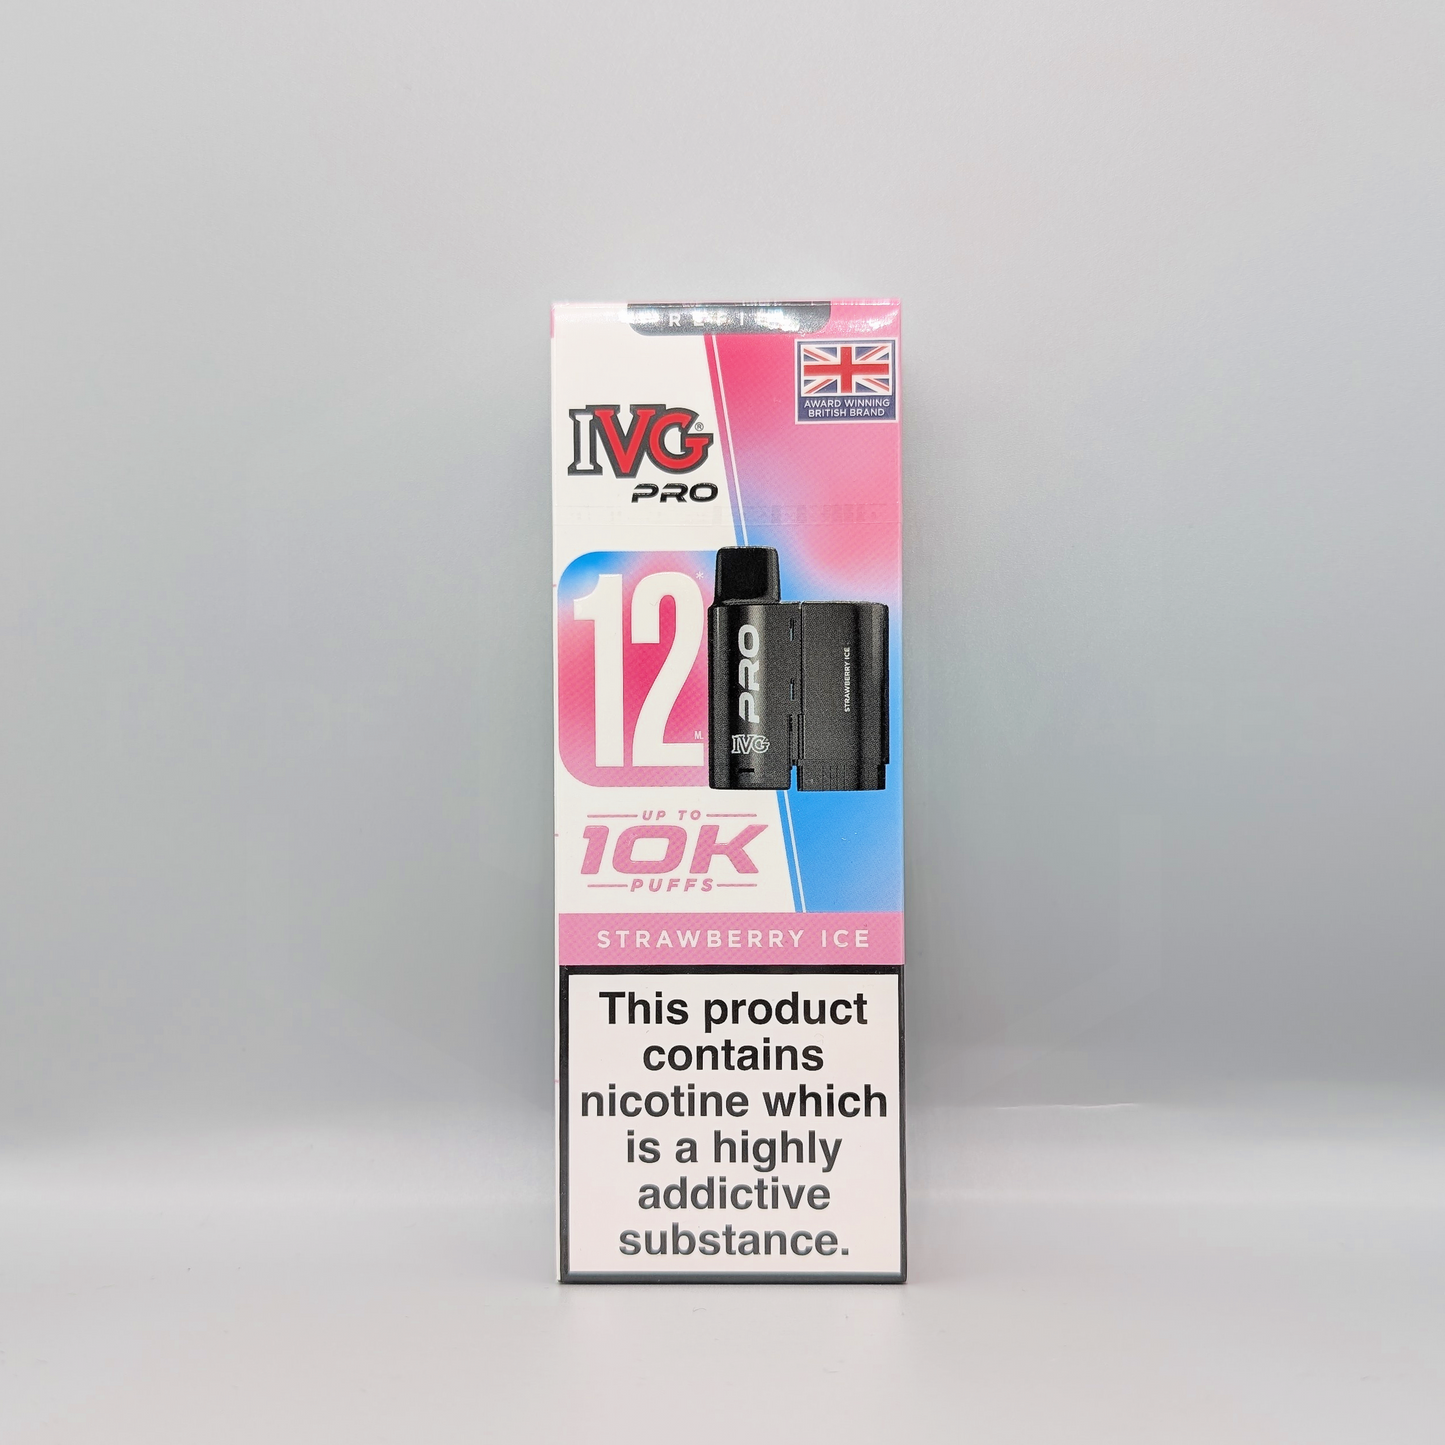 AWARD WINNING
BRITISH BRAND
IVG®
PRO
12*
M.
PRO
IVG
STRAWBERRY ICE
UP TO
10K
PUFFS
STRAWBERRY ICE
This product
contains
nicotine which
is a highly
addictive
substance.